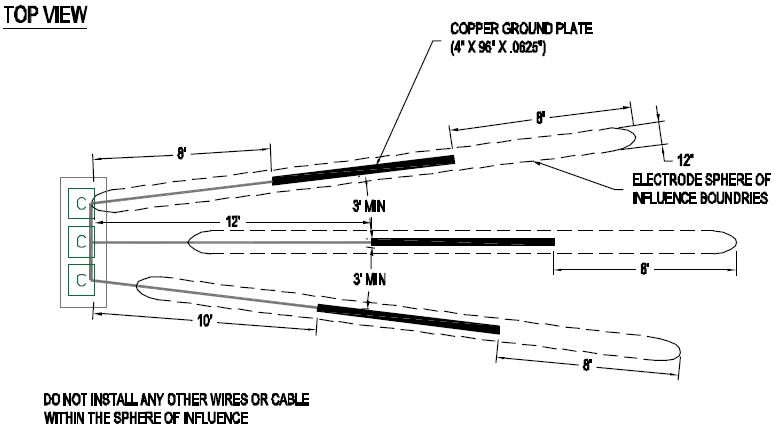 TOP VIEW
COPPER GROUND PLATE
(4" X 96" X .0625")
8'
8'
12"
ELECTRODE SPHERE OF
INFLUENCE BOUNDRIES
C
3' MIN
12'
C
3' MIN
8'
C
10'
8'
DO NOT INSTALL ANY OTHER WIRES OR CABLE
WITHIN THE SPHERE OF INFLUENCE